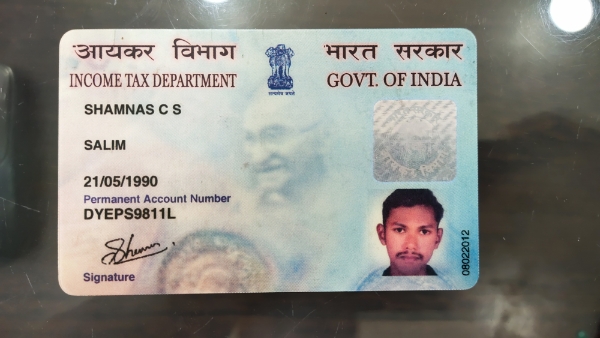 आयकर विभाग
INCOME TAX DEPARTMENT
सत्यमेव जयते
भारत सरकार
GOVT. OF INDIA
SHAMNAS C S
SALIM
21/05/1990
Permanent Account Number
DYEPS9811L
Signature
08022012